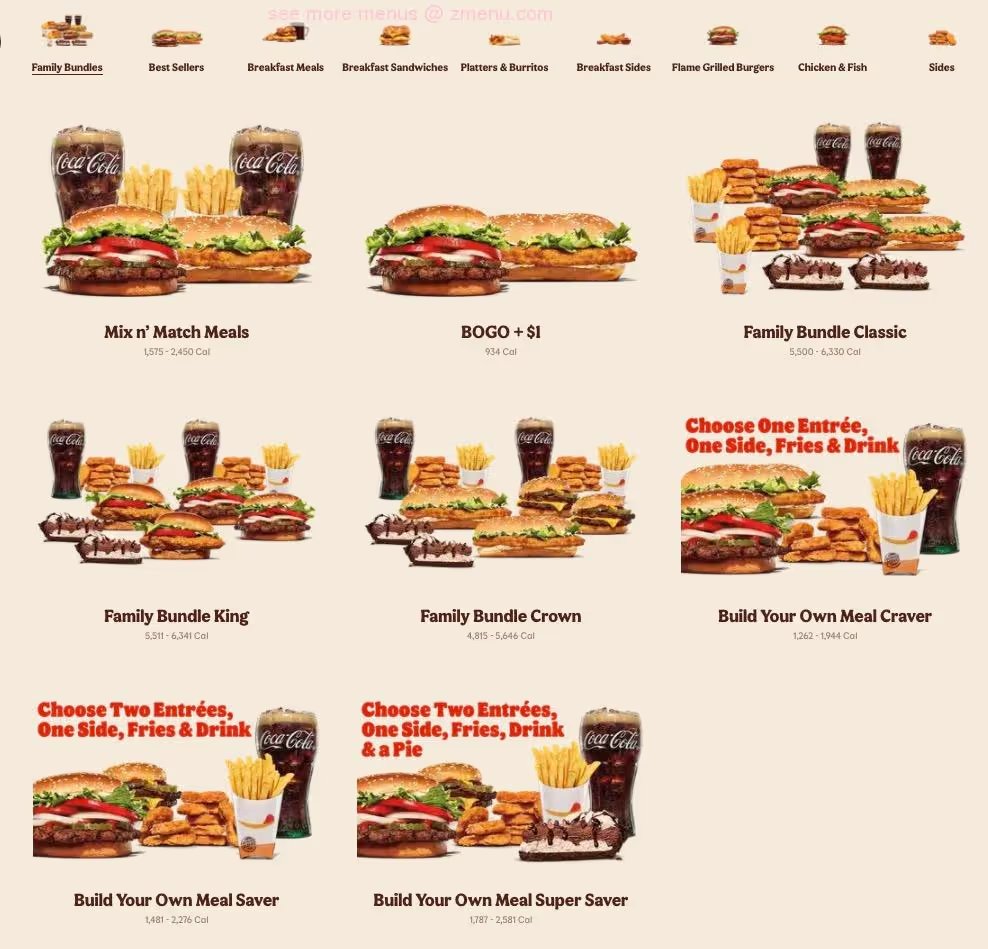 see more menus @ zmenu.com
Family Bundles
Best Sellers
Breakfast Meals
Breakfast Sandwiches
Platters & Burritos
Breakfast Sides
Flame Grilled Burgers
Chicken & Fish
Sides
Coca-Cola
Coca-Cola
Coca-Cola
Coca-Cola
Mix n' Match Meals
1,575 - 2,450 Cal
BOGO + $1
934 Cal
Family Bundle Classic
5,500 - 6,330 Cal
Coca-Cola
Coca-Cola
Coca-Cola
Coca-Cola
Choose One Entrée,
One Side, Fries & Drink
Coca-Cola
Family Bundle King
5,511 - 6,341 Cal
Family Bundle Crown
4,815 - 5,646 Cal
Build Your Own Meal Craver
1,262 - 1,944 Cal
Choose Two Entrées,
One Side, Fries & Drink
Coca-Cola
Choose Two Entrées,
One Side, Fries, Drink
& a Pie
Coca-Cola
Build Your Own Meal Saver
1,481 - 2,276 Cal
Build Your Own Meal Super Saver
1,787 - 2,581 Cal